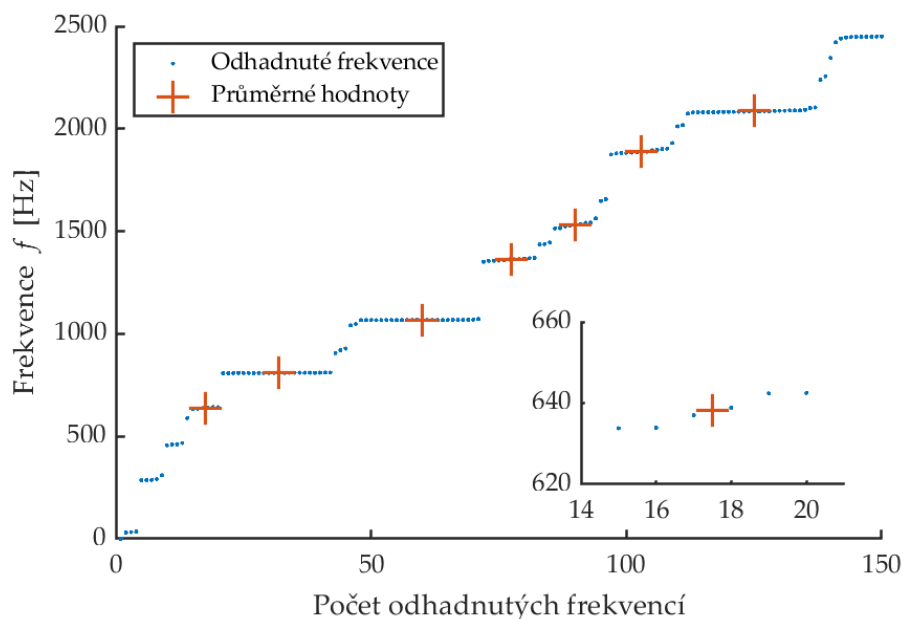 2500
2000
1500
1000
500
0
Frekvence f [Hz]
Odhadnuté frekvence
Průměrné hodnoty
660
640
620
14 16 18 20
0 50 100 150
Počet odhadnutých frekvencí